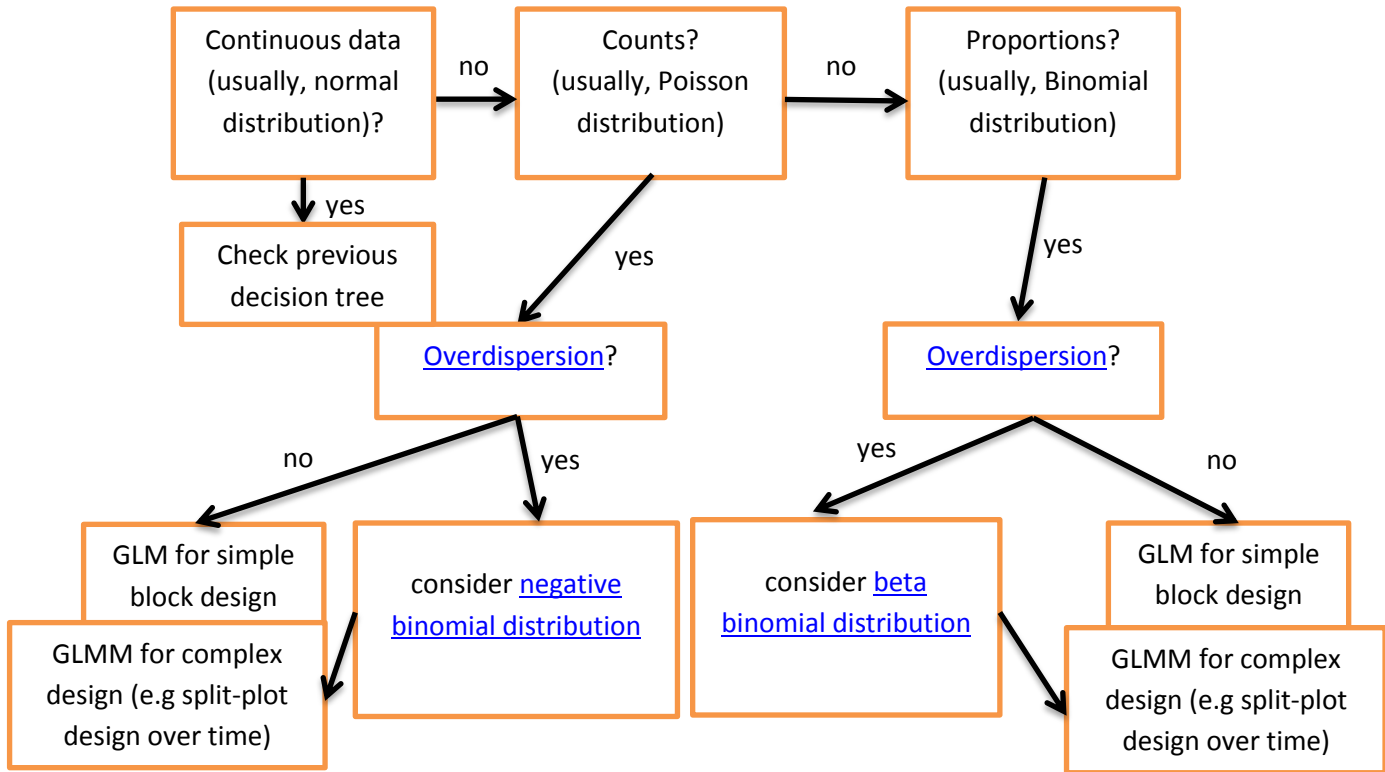 Continuous data
(usually, normal
distribution)?
no
Counts?
(usually, Poisson
distribution)
no
Proportions?
(usually, Binomial
distribution)
yes
Check previous
decision tree
yes
yes
Overdispersion?
Overdispersion?
no
yes
yes
no
GLM for simple
block design
GLMM for complex
design (e.g split-plot
design over time)
consider negative
binomial distribution
consider beta
binomial distribution
GLM for simple
block design
GLMM for complex
design (e.g split-plot
design over time)